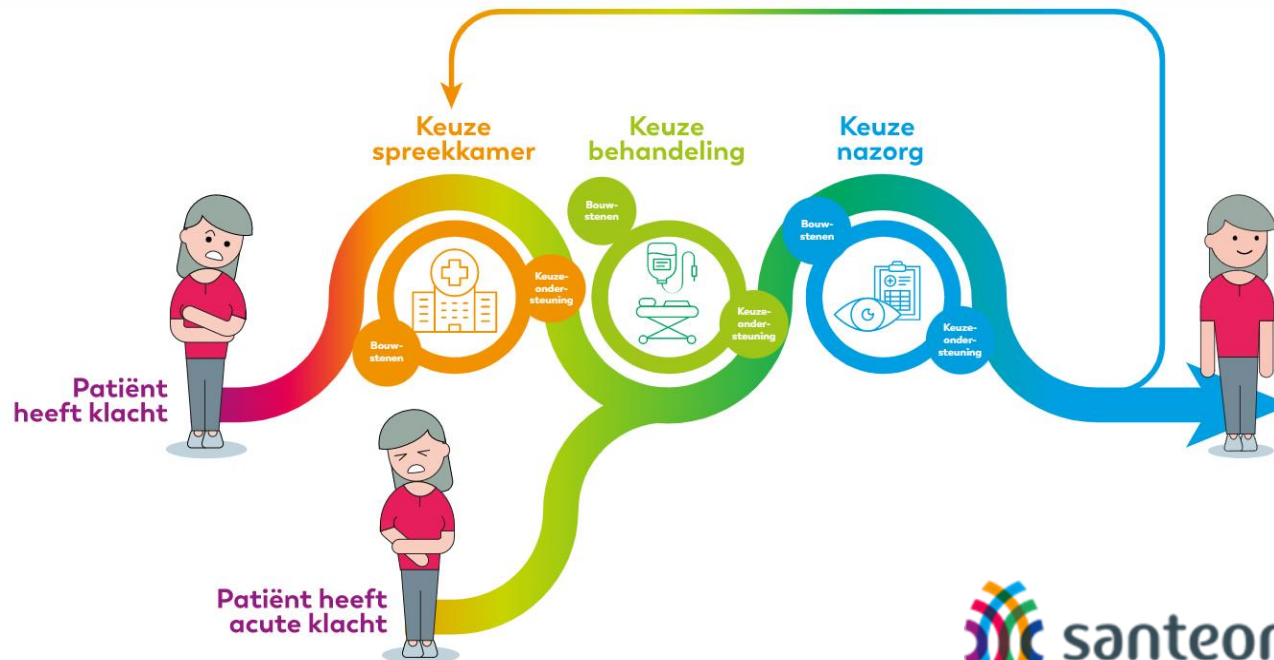 Keuze
spreekkamer
Keuze
behandeling
Keuze
nazorg
Bouw-
stenen
Keuze-
onder-
steuning
Bouw-
stenen
Keuze-
onder-
steuning
Bouw-
stenen
Keuze-
onder-
steuning
Patiënt
heeft klacht
Patiënt heeft
acute klacht
santeon